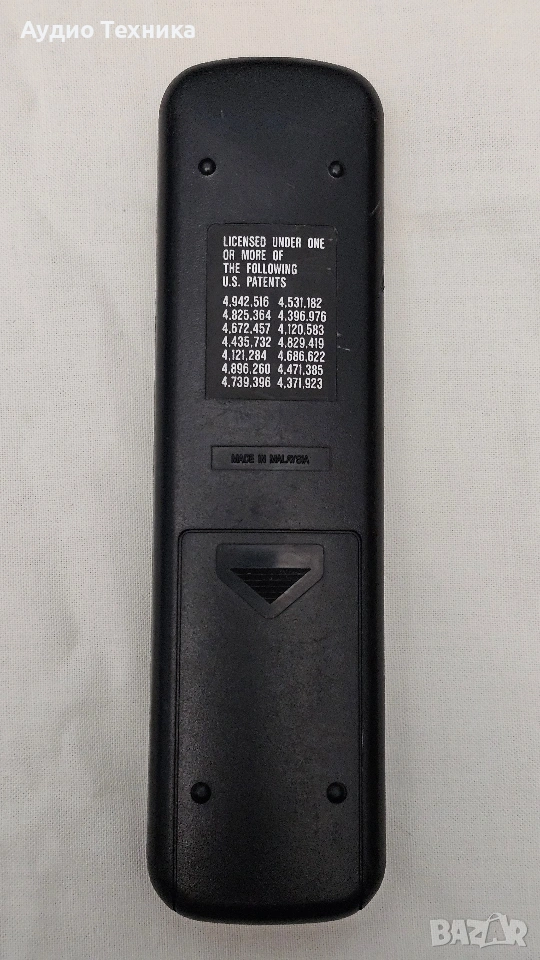 Аудио Техника
LICENSED UNDER ONE
OR MORE OF
THE FOLLOWING
U.S. PATENTS
4,942,516 4,531,182
4,825,364 4,396,976
4,672,457 4,120,583
4,435,732 4,829,419
4,121,284 4,686,622
4,896,260 4,471,385
4,739,396 4,371,923
MADE IN MALAYSIA
BAZAR